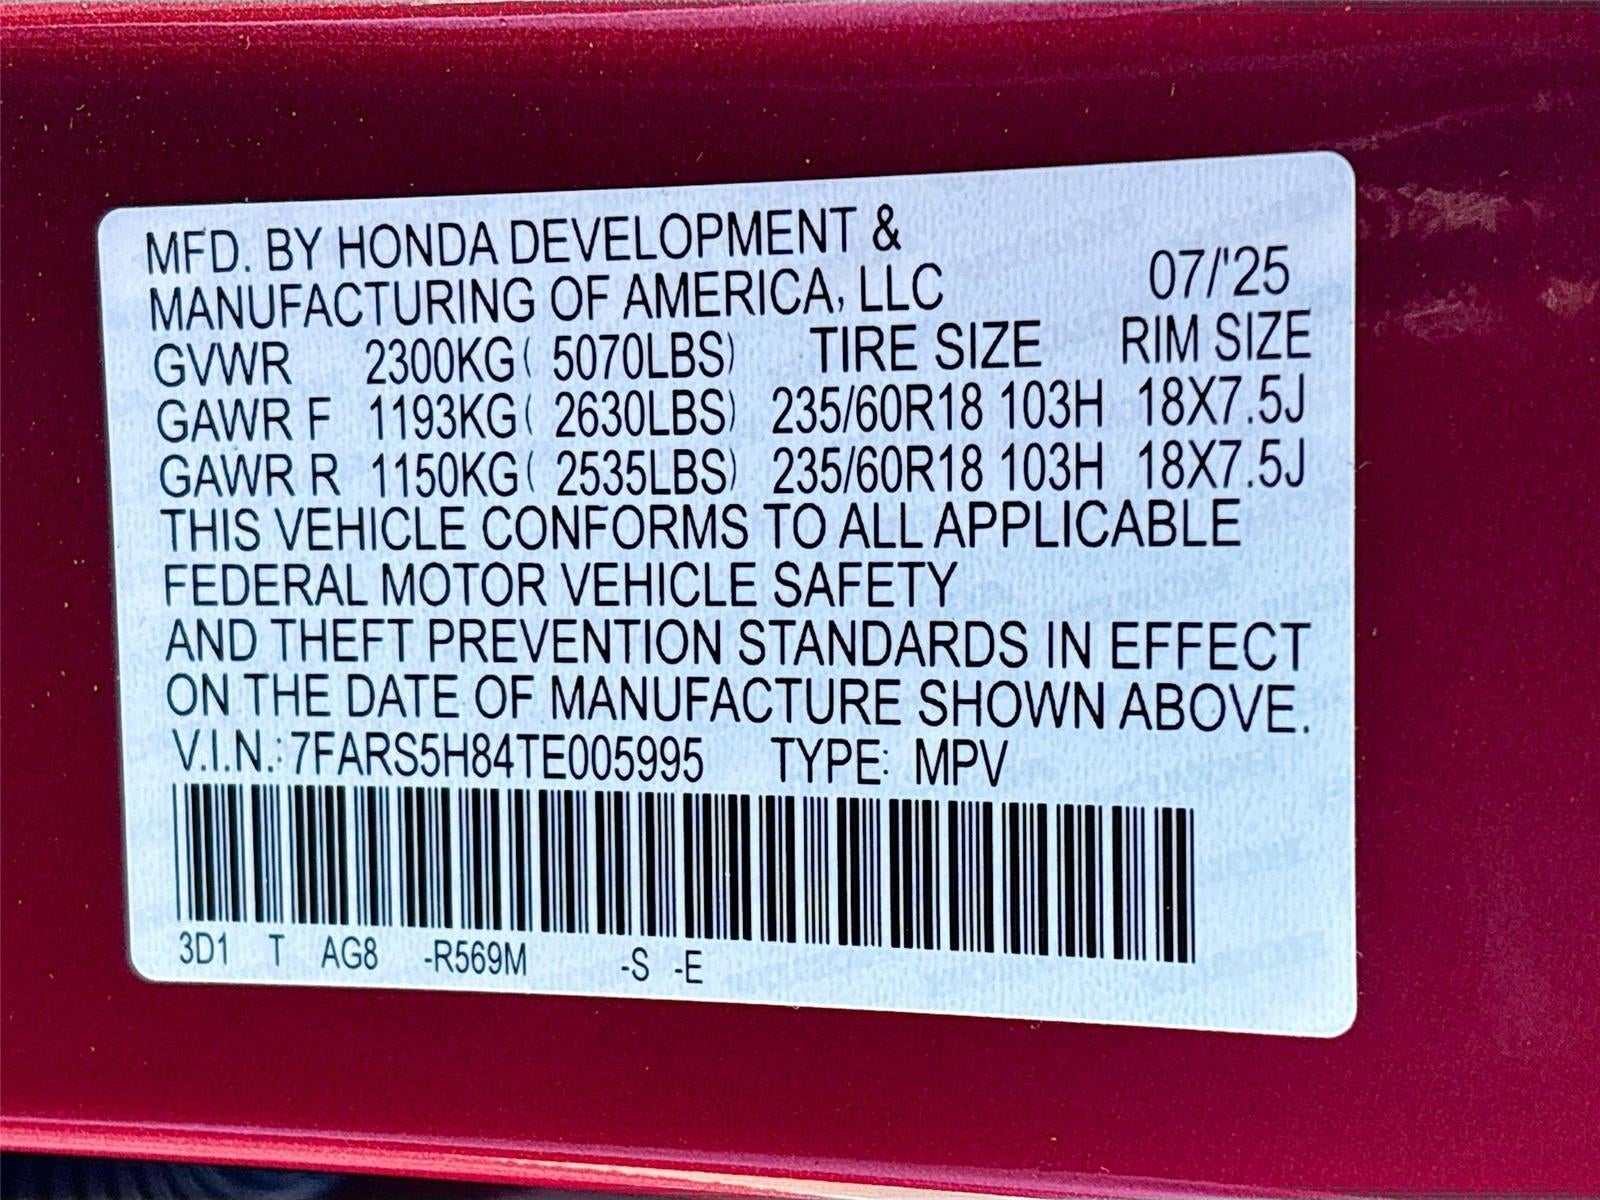 MFD. BY HONDA DEVELOPMENT &
MANUFACTURING OF AMERICA, LLC 07/'25
GVWR 2300KG( 5070LBS) TIRE SIZE RIM SIZE
GAWR F 1193KG( 2630LBS) 235/60R18 103H 18X7.5J
GAWR R 1150KG( 2535LBS) 235/60R18 103H 18X7.5J
THIS VEHICLE CONFORMS TO ALL APPLICABLE
FEDERAL MOTOR VEHICLE SAFETY
AND THEFT PREVENTION STANDARDS IN EFFECT
ON THE DATE OF MANUFACTURE SHOWN ABOVE.
V.I.N.: 7FARS5H84TE005995 TYPE: MPV
3D1 T AG8 -R569M -S -E